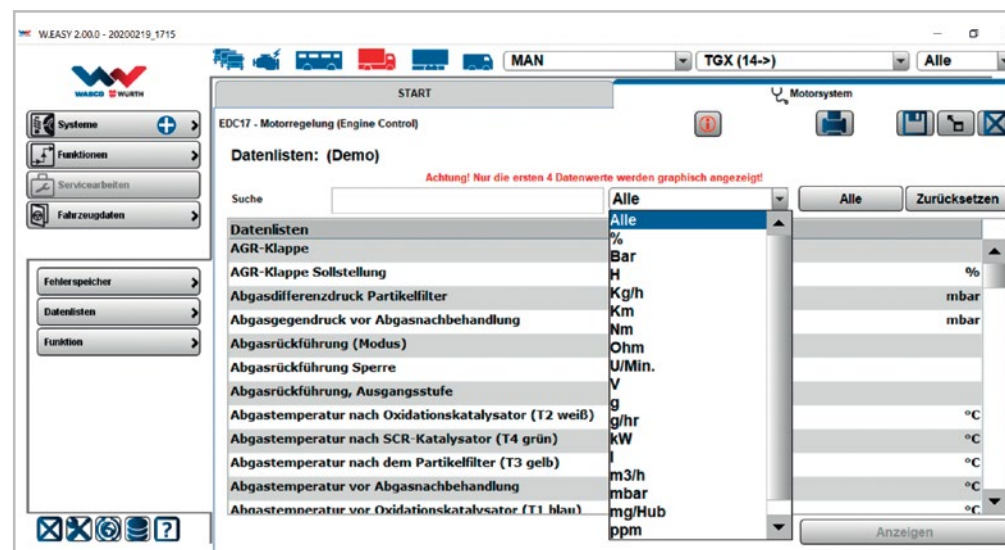 W.EASY 2.00.0 - 20200219_1715
MAN
TGX (14->)
Alle
WABCO WÜRTH
START
Motorsystem
Systeme
Funktionen
Servicearbeiten
Fahrzeugdaten
Fehlerspeicher
Datenlisten
Funktion
EDC17 - Motorregelung (Engine Control)
Datenlisten: (Demo)
Achtung! Nur die ersten 4 Datenwerte werden graphisch angezeigt!
Suche
Alle
Alle
Zurücksetzen
Datenlisten
AGR-Klappe
AGR-Klappe Sollstellung %
Abgasdifferenzdruck Partikelfilter mbar
Abgasgegendruck vor Abgasnachbehandlung mbar
Abgasrückführung (Modus)
Abgasrückführung Sperre
Abgasrückführung, Ausgangsstufe
Abgastemperatur nach Oxidationskatalysator (T2 weiß) °C
Abgastemperatur nach SCR-Katalysator (T4 grün) °C
Abgastemperatur nach dem Partikelfilter (T3 gelb) °C
Abgastemperatur vor Abgasnachbehandlung °C
Abgastemperatur vor Oxidationskatalysator (T1 blau) °C
Alle
%
Bar
H
Kg/h
Km
Nm
Ohm
U/Min.
V
g
g/hr
kW
l
m3/h
mbar
mg/Hub
ppm
Anzeigen
?